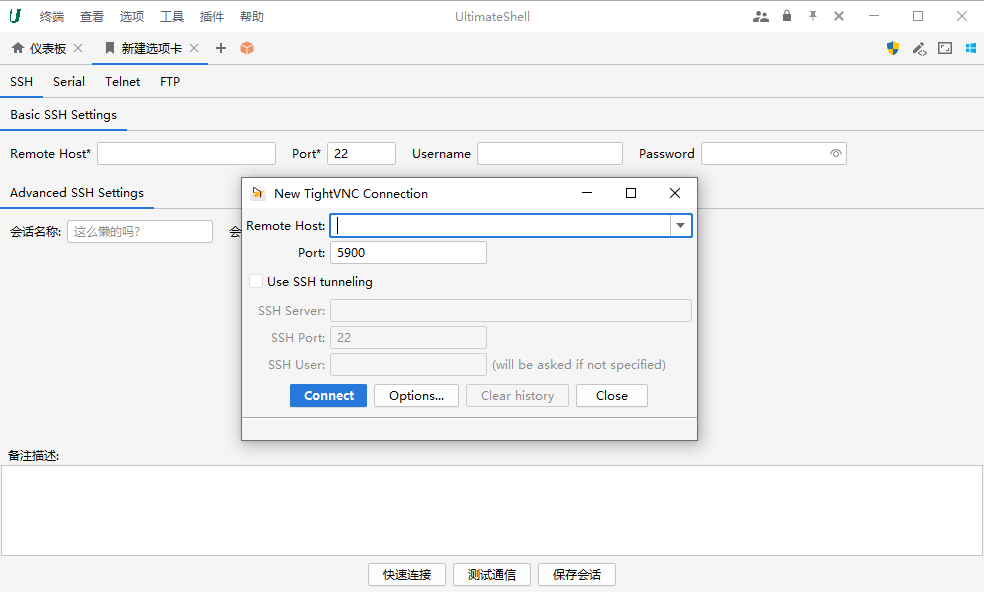 终端 查看 选项 工具 插件 帮助 UltimateShell
仪表板 新建选项卡
SSH Serial Telnet FTP
Basic SSH Settings
Remote Host* Port* 22 Username Password
Advanced SSH Settings
会话名称: 这么懒的吗? 会
New TightVNC Connection
Remote Host:
Port: 5900
Use SSH tunneling
SSH Server:
SSH Port: 22
SSH User: (will be asked if not specified)
Connect Options... Clear history Close
备注描述:
快速连接 测试通信 保存会话